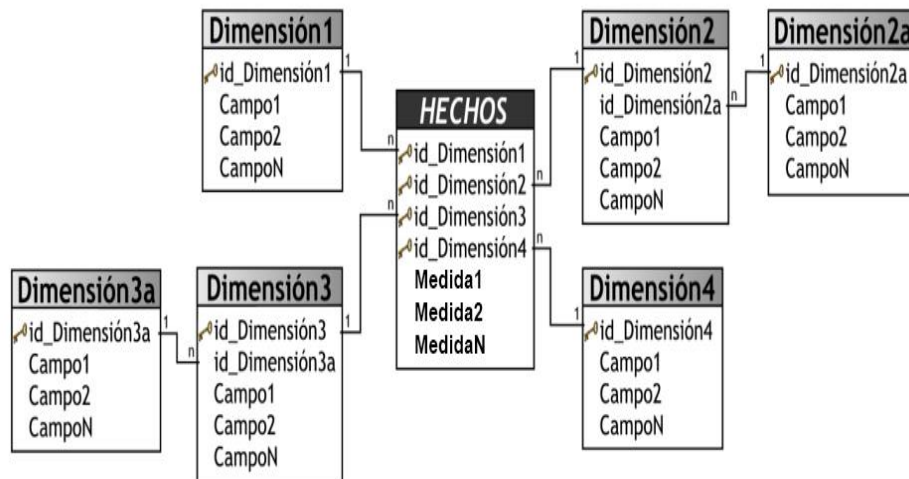 Dimensión1
id_Dimensión1
Campo1
Campo2
CampoN
1
n
HECHOS
id_Dimensión1
id_Dimensión2
id_Dimensión3
id_Dimensión4
Medida1
Medida2
MedidaN
n
n
n
Dimensión2
1
id_Dimensión2
id_Dimensión2a
Campo1
Campo2
CampoN
n
Dimensión2a
1
id_Dimensión2a
Campo1
Campo2
CampoN
Dimensión3a
id_Dimensión3a
Campo1
Campo2
CampoN
1
n
Dimensión3
id_Dimensión3
id_Dimensión3a
Campo1
Campo2
CampoN
1
Dimensión4
1
id_Dimensión4
Campo1
Campo2
CampoN